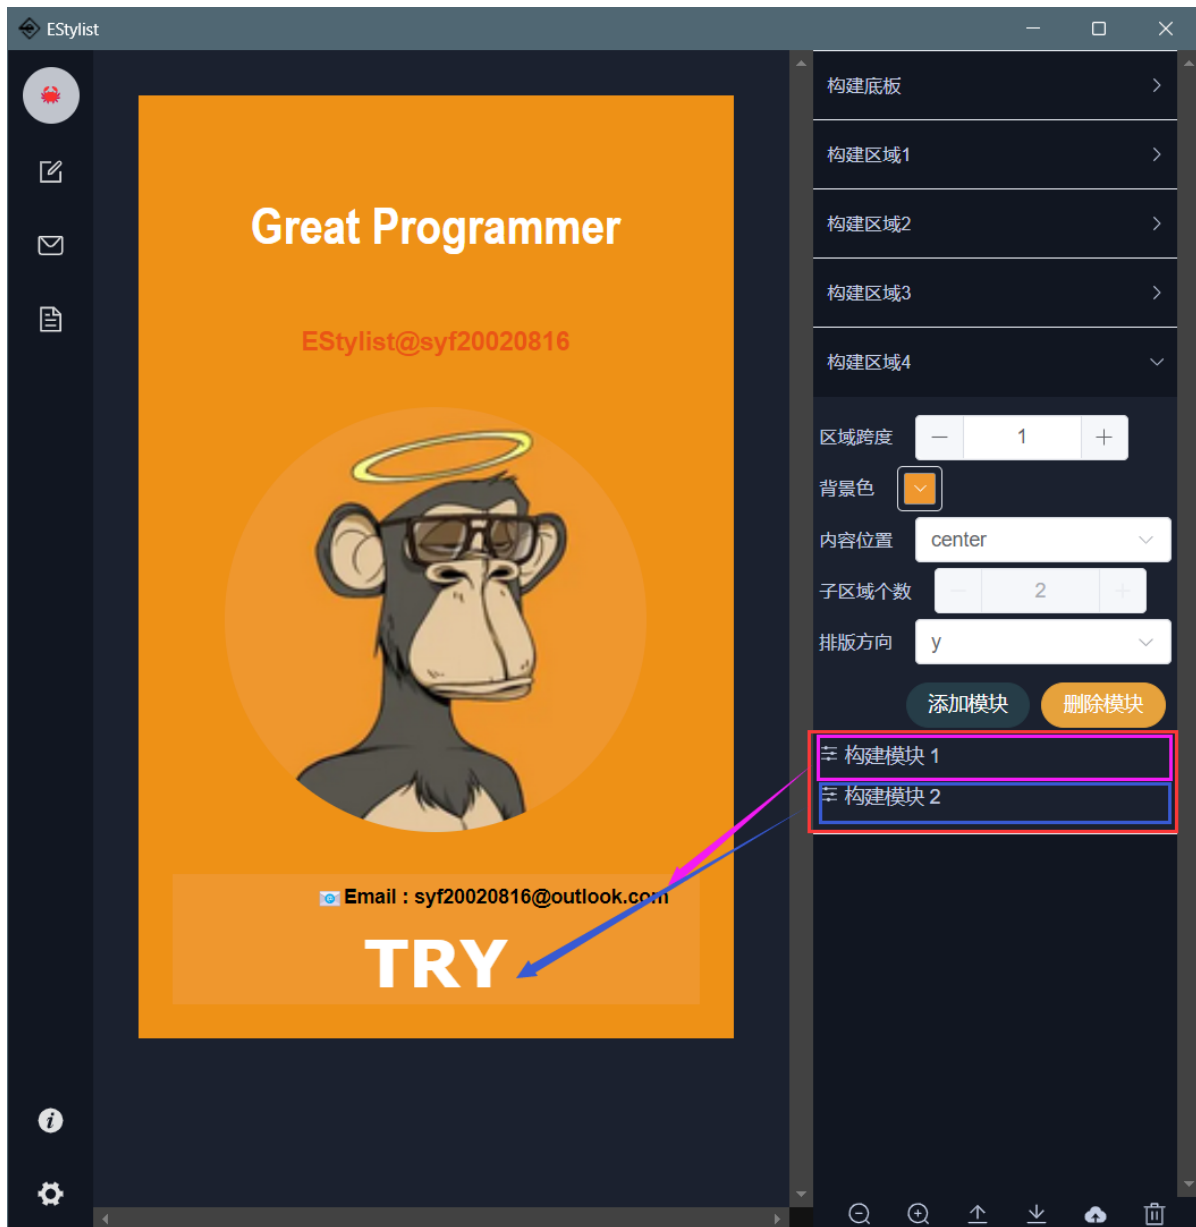 EStylist
Great Programmer
EStylist@syf20020816
Email : syf20020816@outlook.com
TRY
构建底板
构建区域1
构建区域2
构建区域3
构建区域4
区域跨度 1
背景色
内容位置 center
子区域个数 2
排版方向 y
添加模块 删除模块
构建模块 1
构建模块 2